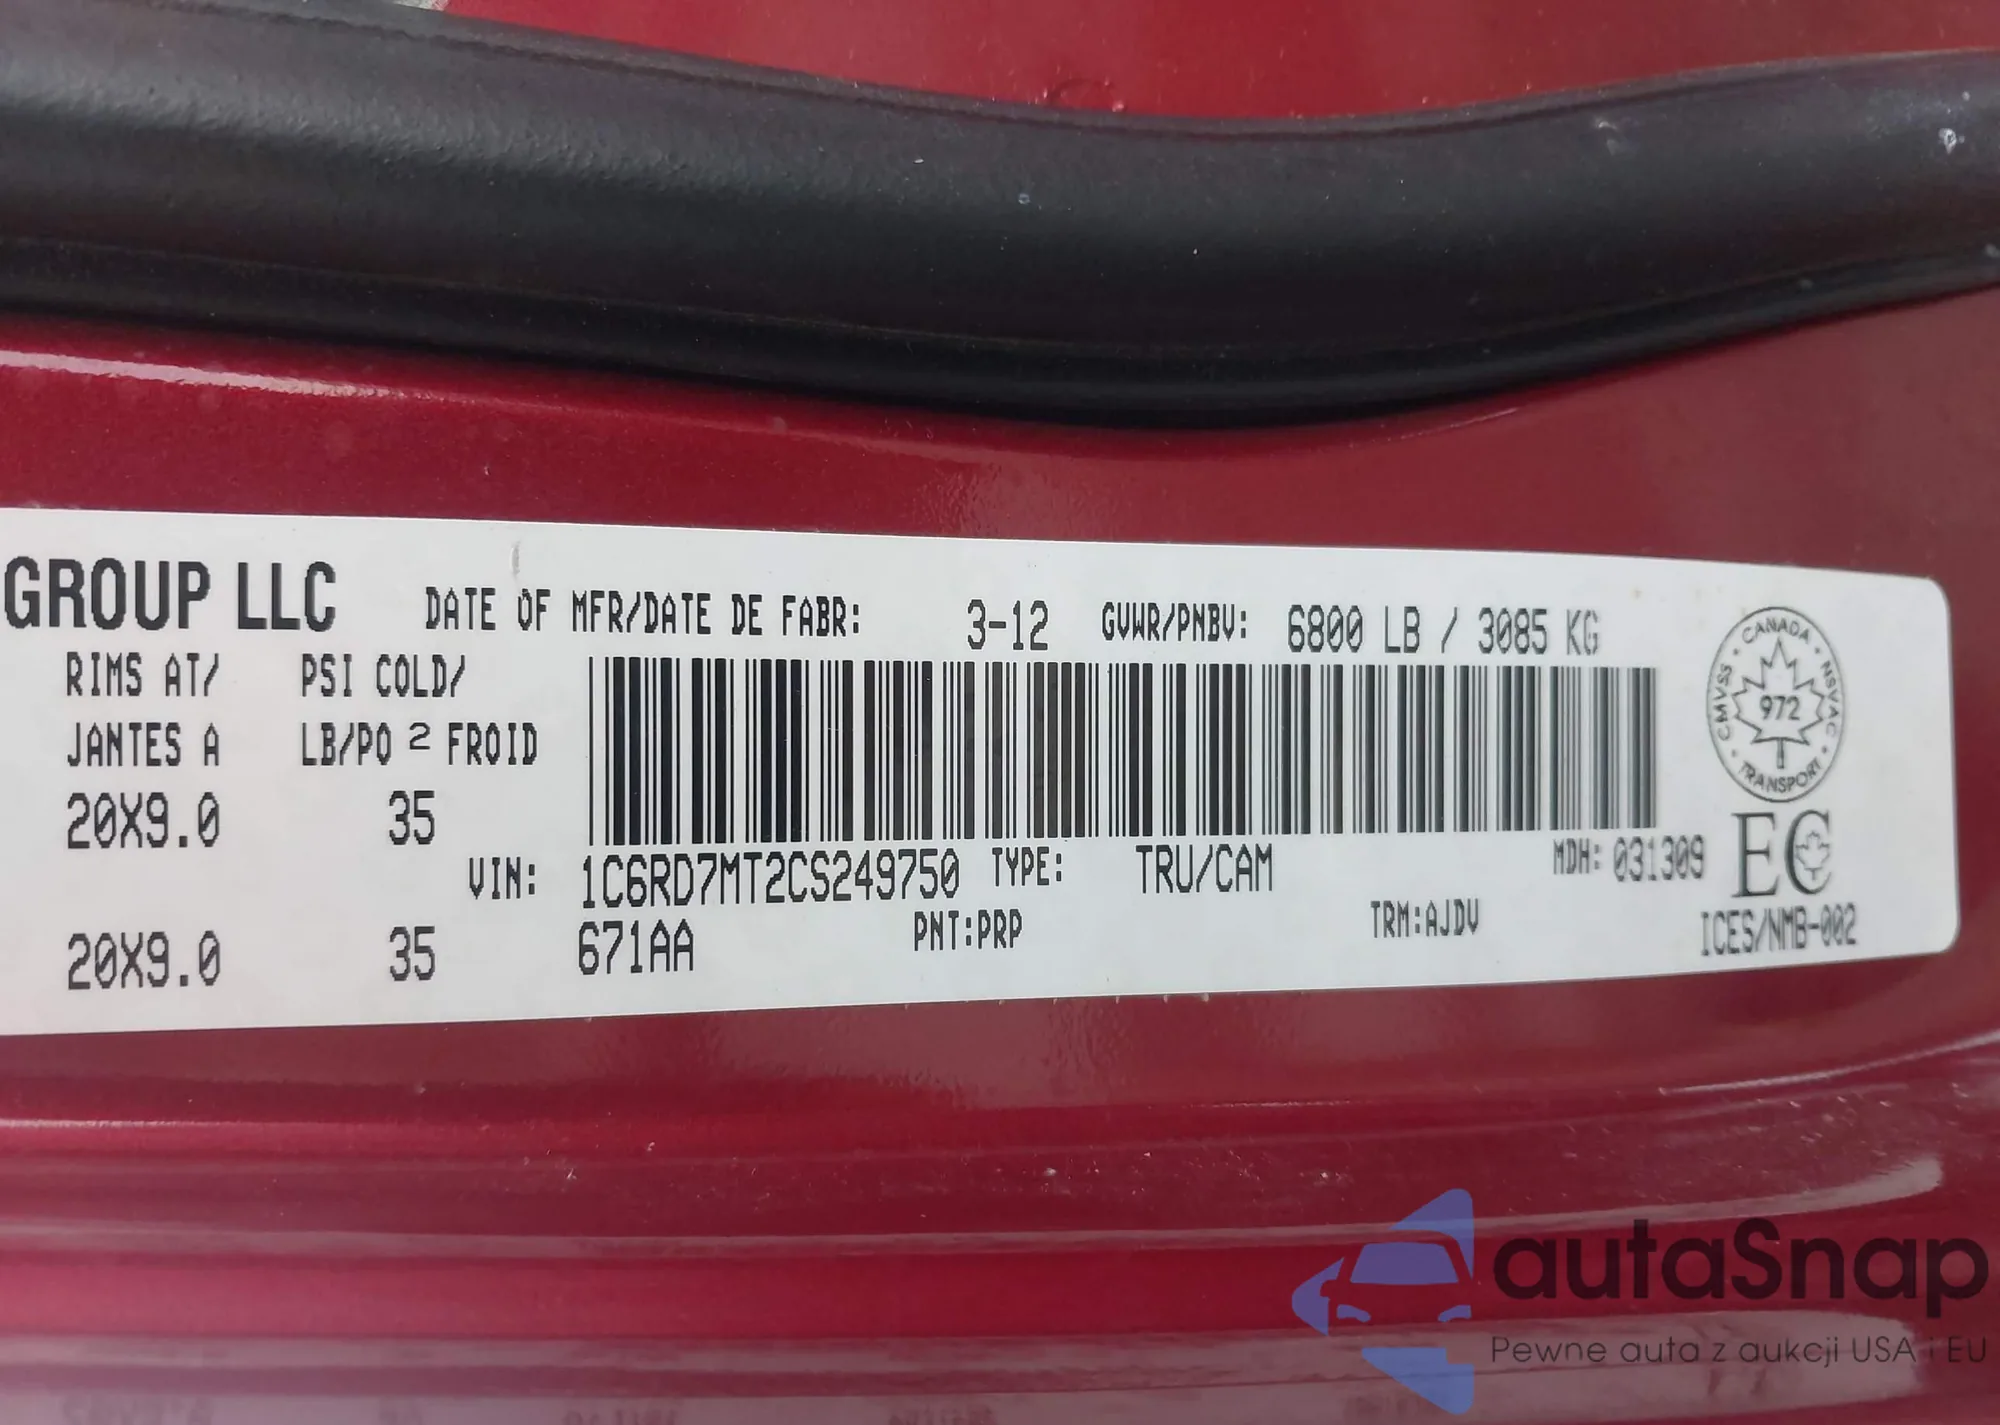 GROUP LLC DATE OF MFR/DATE DE FABR: 3-12 GVWR/PNBV: 6800 LB / 3085 KG
RIMS AT/ PSI COLD/
JANTES A LB/PO 2 FROID
20X9.0 35
VIN: 1C6RD7MT2CS249750 TYPE: TRU/CAM MDH: 031309
20X9.0 35 671AA PNT:PRP TRM:AJDV
CANADA
CMVSS NSVAC
972
TRANSPORT
EC
ICES/NMB-002
autaSnap
Pewne auta z aukcji USA i EU